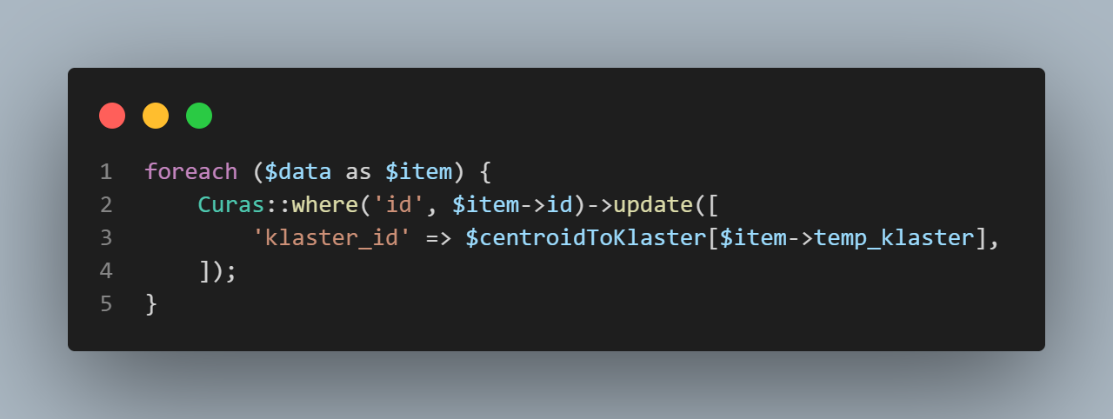 1 foreach ($data as $item) {
2 Curas::where('id', $item->id)->update([
3 'klaster_id' => $centroidToKlaster[$item->temp_klaster],
4 ]);
5 }